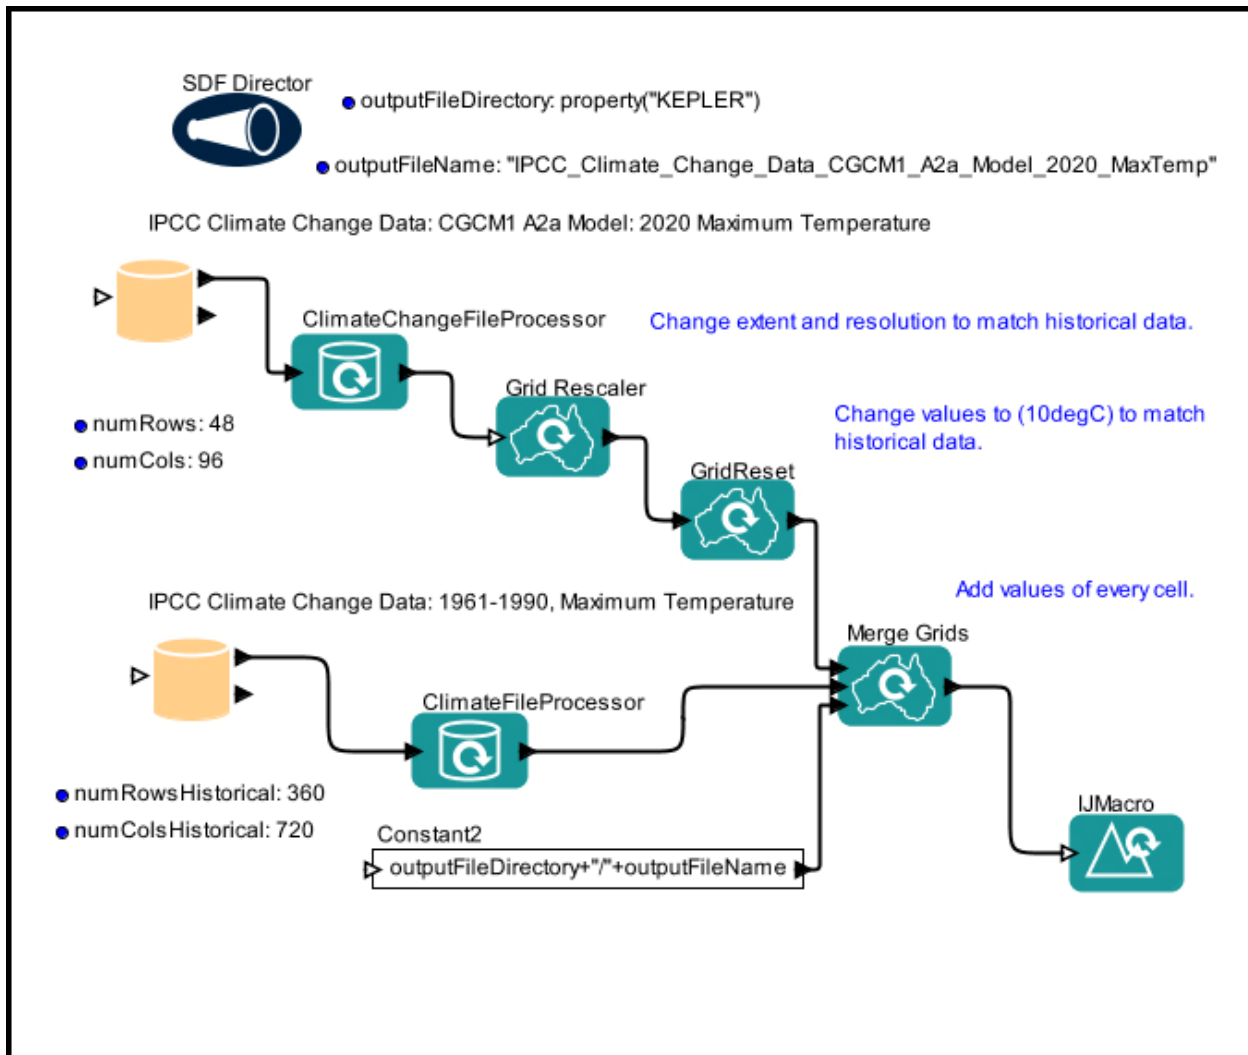 SDF Director
outputFileDirectory: property("KEPLER")
outputFileName: "IPCC_Climate_Change_Data_CGCM1_A2a_Model_2020_MaxTemp"
IPCC Climate Change Data: CGCM1 A2a Model: 2020 Maximum Temperature
ClimateChangeFileProcessor
Change extent and resolution to match historical data.
Grid Rescaler
numRows: 48
numCols: 96
Change values to (10degC) to match
historical data.
GridReset
IPCC Climate Change Data: 1961-1990, Maximum Temperature
Add values of every cell.
Merge Grids
ClimateFileProcessor
numRowsHistorical: 360
numColsHistorical: 720
IJMacro
Constant2
outputFileDirectory+"/"+outputFileName